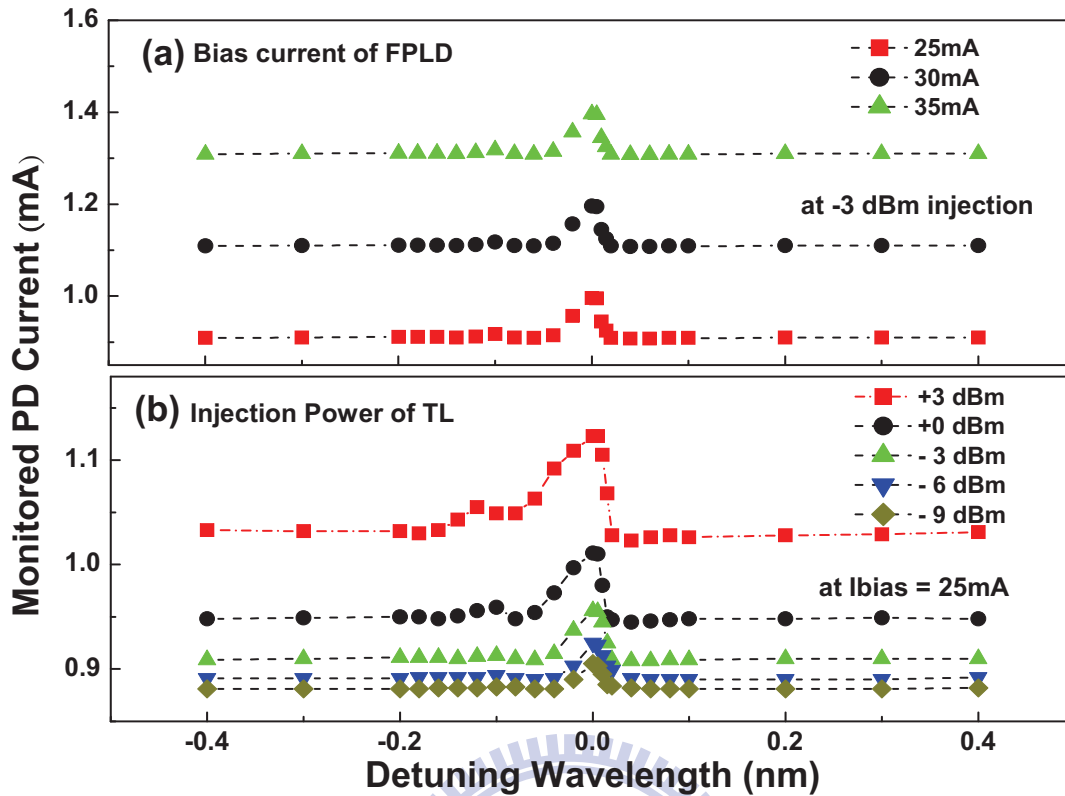 Monitored PD Current (mA)
1.6
1.4
1.2
1.0
(a) Bias current of FPLD
25mA
30mA
35mA
at -3 dBm injection
1.1
1.0
0.9
(b) Injection Power of TL
+3 dBm
+0 dBm
- 3 dBm
- 6 dBm
- 9 dBm
at Ibias = 25mA
-0.4 -0.2 0.0 0.2 0.4
Detuning Wavelength (nm)